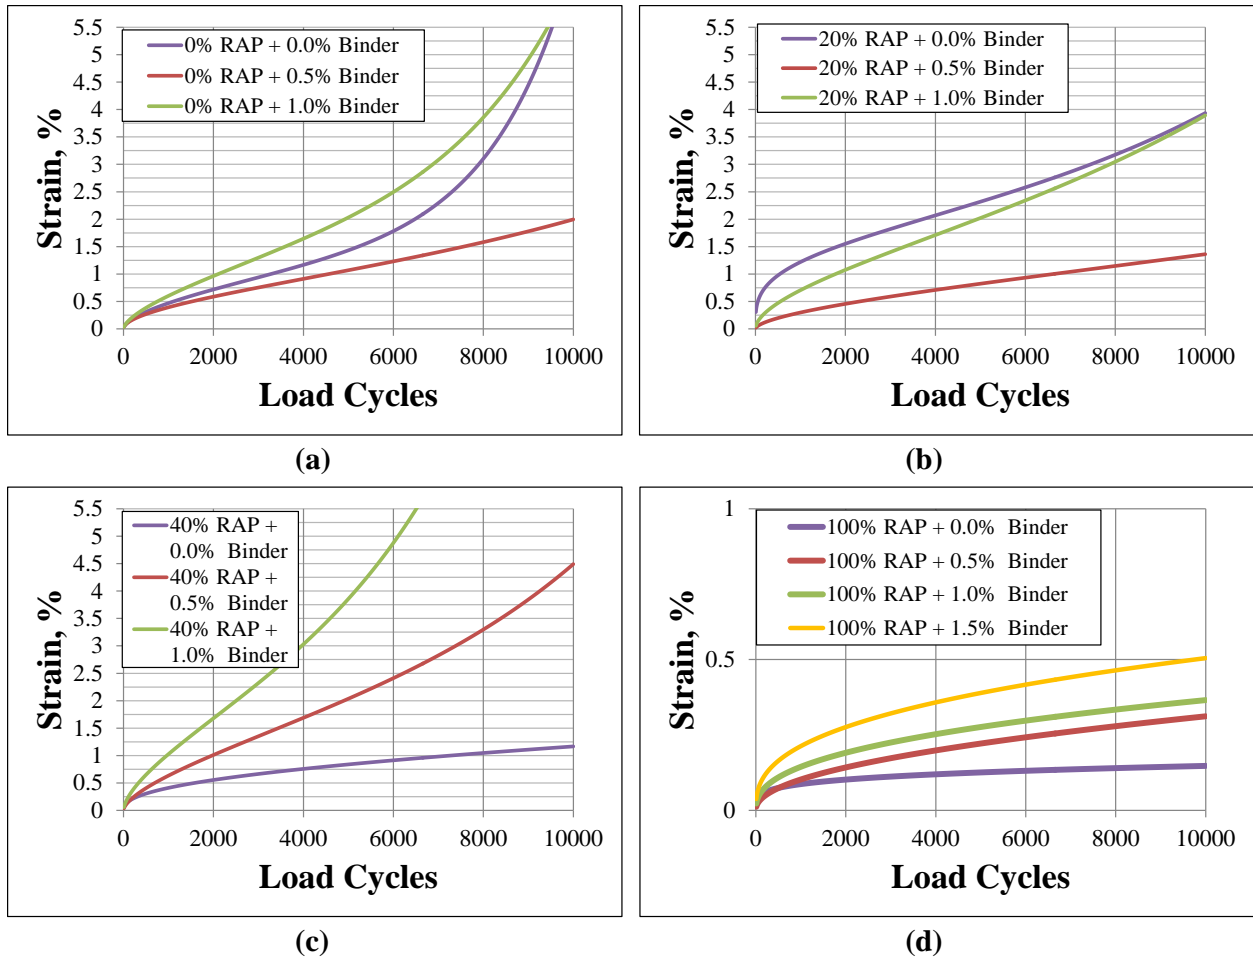 5.5
5
4.5
4
3.5
3
2.5
2
1.5
1
0.5
0
Strain, %
0% RAP + 0.0% Binder
0% RAP + 0.5% Binder
0% RAP + 1.0% Binder
0 2000 4000 6000 8000 10000
Load Cycles
(a)
5.5
5
4.5
4
3.5
3
2.5
2
1.5
1
0.5
0
Strain, %
20% RAP + 0.0% Binder
20% RAP + 0.5% Binder
20% RAP + 1.0% Binder
0 2000 4000 6000 8000 10000
Load Cycles
(b)
5.5
5
4.5
4
3.5
3
2.5
2
1.5
1
0.5
0
Strain, %
40% RAP +
0.0% Binder
40% RAP +
0.5% Binder
40% RAP +
1.0% Binder
0 2000 4000 6000 8000 10000
Load Cycles
(c)
1
0.5
0
Strain, %
100% RAP + 0.0% Binder
100% RAP + 0.5% Binder
100% RAP + 1.0% Binder
100% RAP + 1.5% Binder
0 2000 4000 6000 8000 10000
Load Cycles
(d)